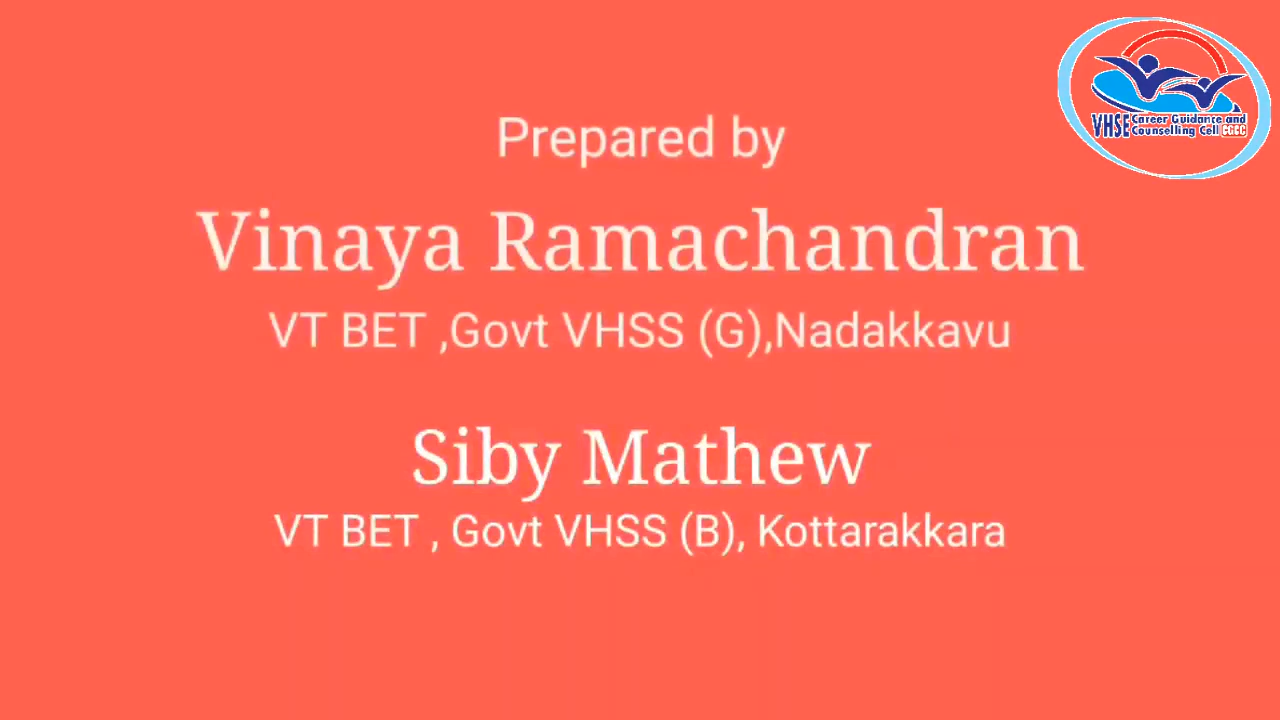 Prepared by
Vinaya Ramachandran
VT BET ,Govt VHSS (G),Nadakkavu
Siby Mathew
VT BET , Govt VHSS (B), Kottarakkara
VHSE Career Guidance and
Counselling Cell CGCC